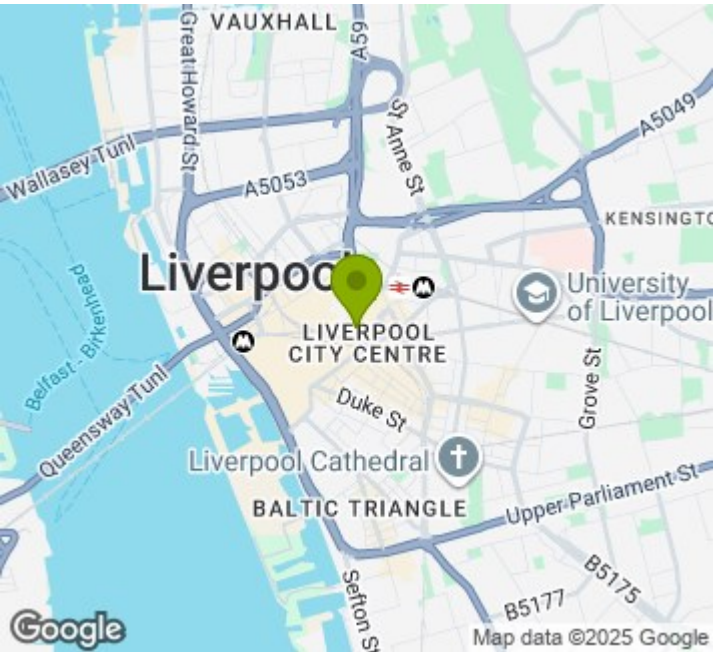 VAUXHALL
Great Howard St
A59
St Anne St
A5049
Wallasey Tunl
A5053
KENSINGTO
Liverpool
University
of Liverpool
LIVERPOOL
CITY CENTRE
Belfast - Birkenhead
Queensway Tunl
Duke St
Grove St
Liverpool Cathedral
BALTIC TRIANGLE
Upper Parliament St
Sefton St
B5175
B5177
Google
Map data ©2025 Google